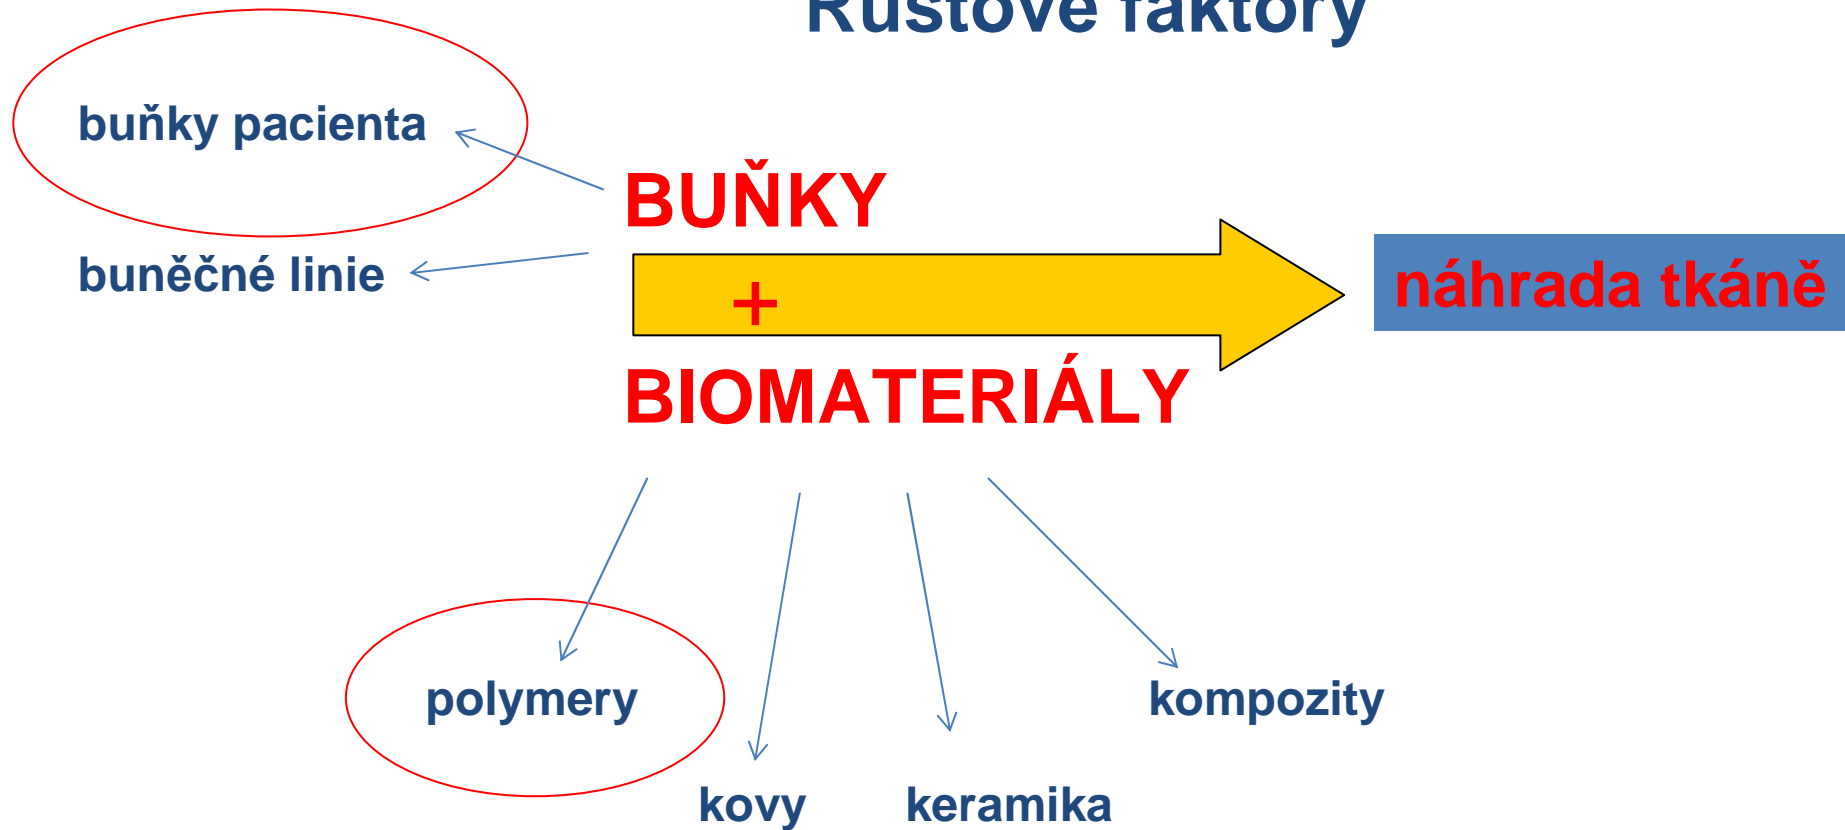 Růstové faktory
buňky pacienta
BUŇKY
buněčné linie
+
náhrada tkáně
BIOMATERIÁLY
polymery
kompozity
kovy
keramika